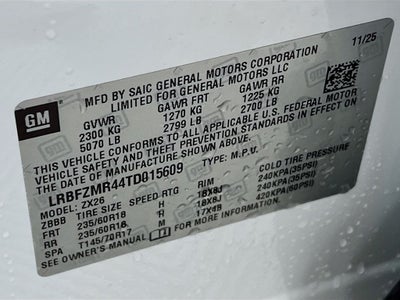 GM
11/25
MFD BY SAIC GENERAL MOTORS CORPORATION
LIMITED FOR GENERAL MOTORS LLC
GVWR GAWR FRT GAWR RR
2300 KG 1270 KG 1225 KG
5070 LB 2799 LB 2700 LB
THIS VEHICLE CONFORMS TO ALL APPLICABLE U.S. FEDERAL MOTOR
VEHICLE SAFETY AND THEFT PREVENTION STANDARDS IN EFFECT ON
THE DATE OF MANUFACTURE SHOWN ABOVE.
LRBFZMR44TD015609 TYPE: M.P.V.
MODEL: ZX26
ZBBB TIRE SIZE SPEED RTG RIM COLD TIRE PRESSURE
FRT 235/60R18 H 18X8J 240KPA(35PSI)
RR 235/60R18 H 18X8J 240KPA(35PSI)
SPA T145/70R17 M 17X4B 420KPA(60PSI)
SEE OWNER'S MANUAL